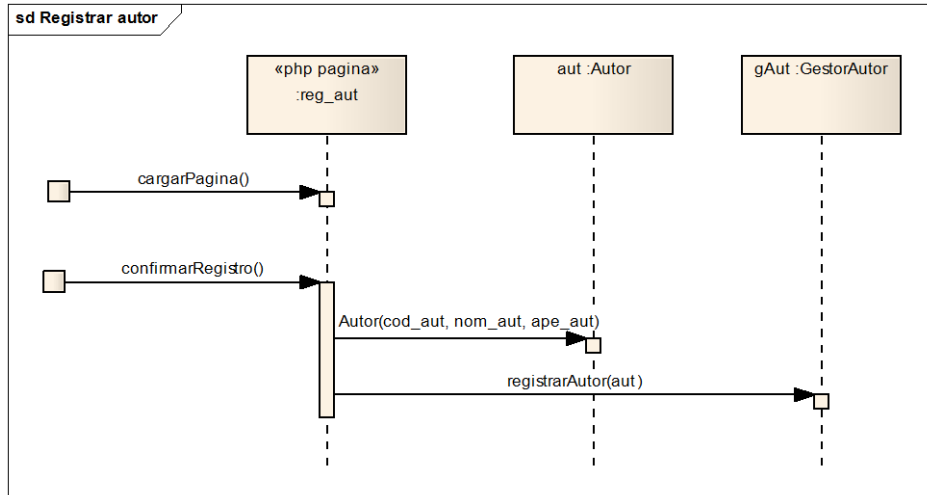 sd Registrar autor
«php pagina»
:reg_aut
aut :Autor
gAut :GestorAutor
cargarPagina()
confirmarRegistro()
Autor(cod_aut, nom_aut, ape_aut)
registrarAutor(aut)